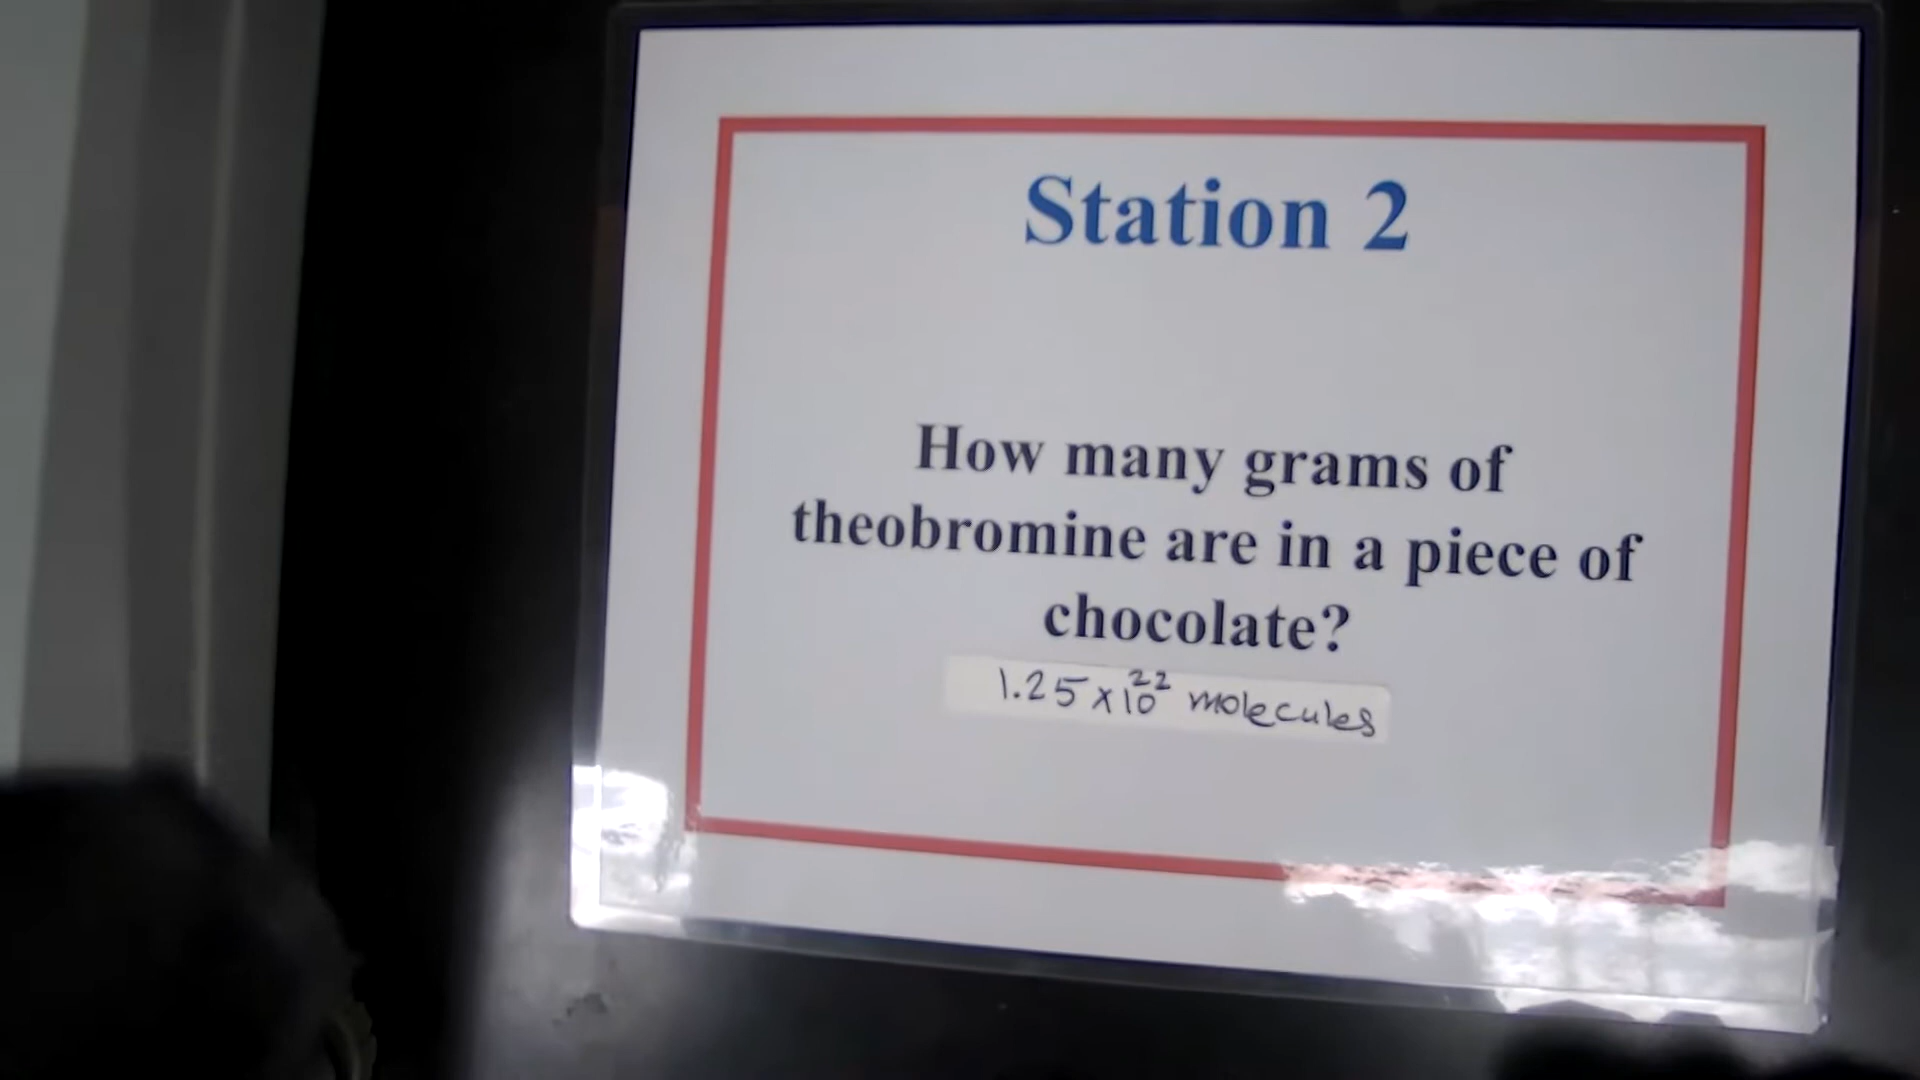 Station 2
How many grams of
theobromine are in a piece of
chocolate?
1.25 x 10²² molecules